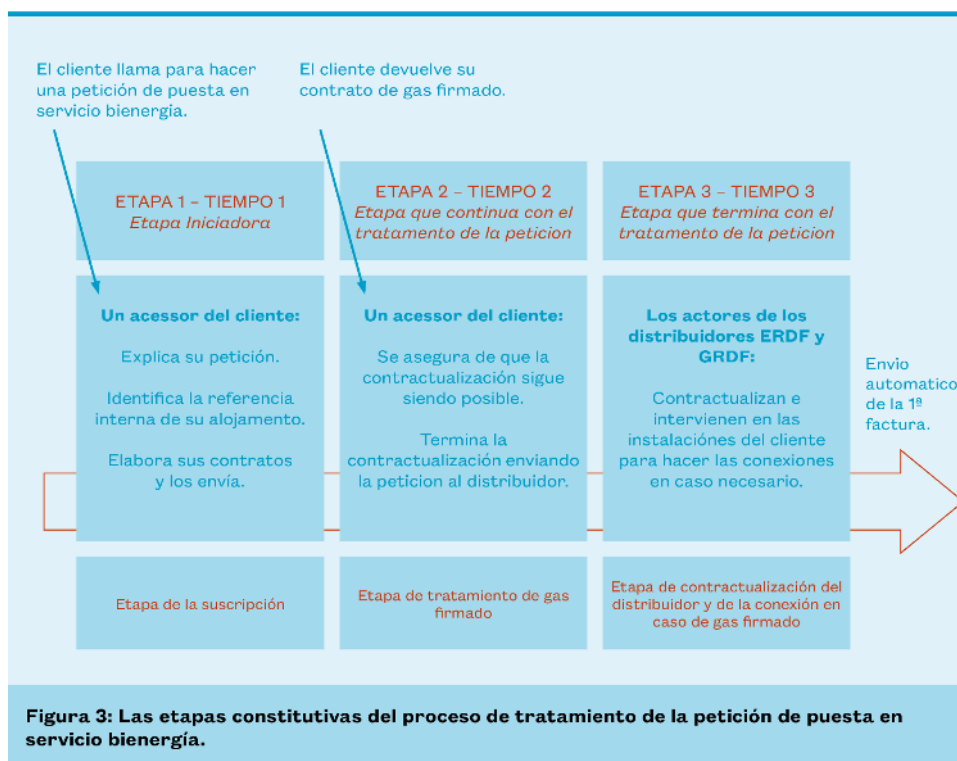 El cliente llama para hacer
una petición de puesta en
servicio bienergía.
El cliente devuelve su
contrato de gas firmado.
ETAPA 1 – TIEMPO 1
Etapa Iniciadora
ETAPA 2 – TIEMPO 2
Etapa que continua con el
tratamiento de la peticion
ETAPA 3 – TIEMPO 3
Etapa que termina con el
tratamiento de la peticion
Un acessor del cliente:
Explica su petición.
Identifica la referencia
interna de su alojamento.
Elabora sus contratos
y los envía.
Un acessor del cliente:
Se asegura de que la
contractualización sigue
siendo posible.
Termina la
contractualización enviando
la peticion al distribuidor.
Los actores de los
distribuidores ERDF y
GRDF:
Contractualizan e
intervienen en las
instalaciónes del cliente
para hacer las conexiones
en caso necesario.
Envio
automatico
de la 1ª
factura.
Etapa de la suscripción
Etapa de tratamiento de gas
firmado
Etapa de contractualización del
distribuidor y de la conexión en
caso de gas firmado
Figura 3: Las etapas constitutivas del proceso de tratamiento de la petición de puesta en
servicio bienergía.